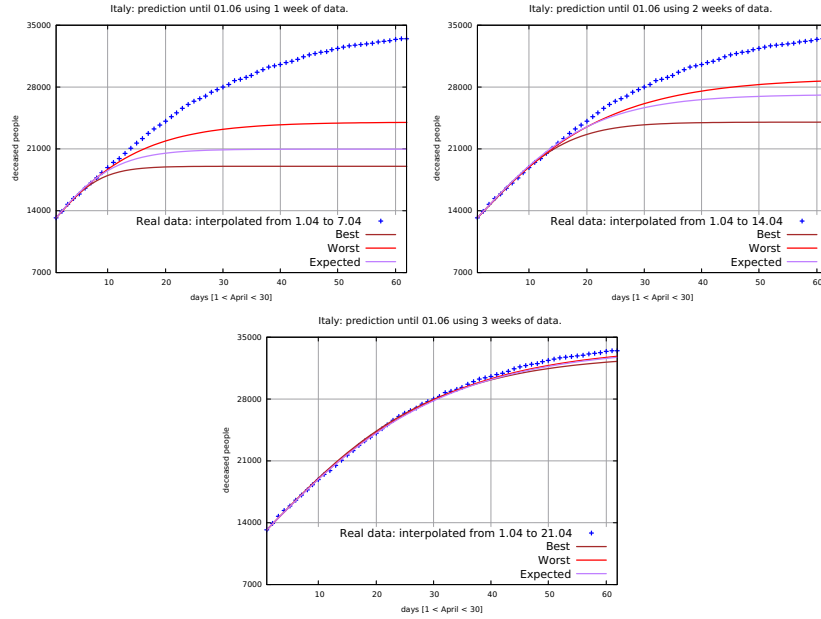 Italy: prediction until 01.06 using 1 week of data.
35000
28000
21000
14000
7000
deceased people
Real data: interpolated from 1.04 to 7.04
Best
Worst
Expected
10 20 30 40 50 60
days [1 < April < 30]
Italy: prediction until 01.06 using 2 weeks of data.
35000
28000
21000
14000
7000
deceased people
Real data: interpolated from 1.04 to 14.04
Best
Worst
Expected
10 20 30 40 50 60
days [1 < April < 30]
Italy: prediction until 01.06 using 3 weeks of data.
35000
28000
21000
14000
7000
deceased people
Real data: interpolated from 1.04 to 21.04
Best
Worst
Expected
10 20 30 40 50 60
days [1 < April < 30]